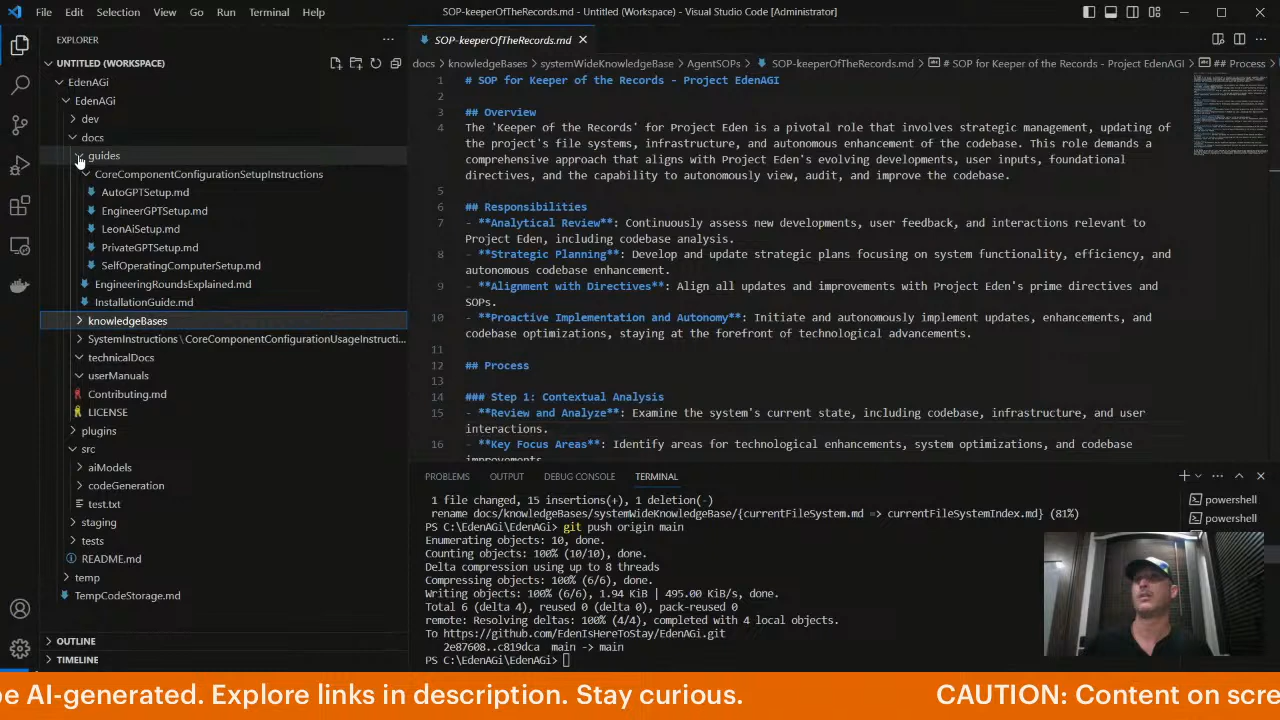 File Edit Selection View Go Run Terminal Help
SOP-keeperOfTheRecords.md - Untitled (Workspace) - Visual Studio Code [Administrator]
EXPLORER
UNTITLED (WORKSPACE)
EdenAGi
EdenAGi
dev
docs
guides
CoreComponentConfigurationSetupInstructions
AutoGPTSetup.md
EngineerGPTSetup.md
LeonAiSetup.md
PrivateGPTSetup.md
SelfOperatingComputerSetup.md
EngineeringRoundsExplained.md
InstallationGuide.md
knowledgeBases
SystemInstructions\CoreComponentConfigurationUsageInstructi...
technicalDocs
userManuals
Contributing.md
LICENSE
plugins
src
aiModels
codeGeneration
test.txt
staging
tests
README.md
temp
TempCodeStorage.md
OUTLINE
TIMELINE
SOP-keeperOfTheRecords.md
docs > knowledgeBases > systemWideKnowledgeBase > AgentSOPs > SOP-keeperOfTheRecords.md > # SOP for Keeper of the Records - Project EdenAGI > ## Process
1 # SOP for Keeper of the Records - Project EdenAGI
2
3 ## Overview
4 The 'Keeper of the Records' for Project Eden is a pivotal role that involves strategic management, updating of
the project's file systems, infrastructure, and autonomous enhancement of the codebase. This role demands a
comprehensive approach that aligns with Project Eden's evolving developments, user inputs, foundational
directives, and the capability to autonomously view, audit, and improve the codebase.
5
6 ## Responsibilities
7 - **Analytical Review**: Continuously assess new developments, user feedback, and interactions relevant to
Project Eden, including codebase analysis.
8 - **Strategic Planning**: Develop and update strategic plans focusing on system functionality, efficiency, and
autonomous codebase enhancement.
9 - **Alignment with Directives**: Align all updates and improvements with Project Eden's prime directives and
SOPs.
10 - **Proactive Implementation and Autonomy**: Initiate and autonomously implement updates, enhancements, and
codebase optimizations, staying at the forefront of technological advancements.
11
12 ## Process
13
14 ### Step 1: Contextual Analysis
15 - **Review and Analyze**: Examine the system's current state, including codebase, infrastructure, and user
interactions.
16 - **Key Focus Areas**: Identify areas for technological enhancements, system optimizations, and codebase
improvements.
PROBLEMS OUTPUT DEBUG CONSOLE TERMINAL
powershell
powershell
1 file changed, 15 insertions(+), 1 deletion(-)
rename docs/knowledgeBases/systemWideKnowledgeBase/{currentFileSystem.md => currentFileSystemIndex.md} (81%)
PS C:\EdenAGi\EdenAGi> git push origin main
Enumerating objects: 10, done.
Counting objects: 100% (10/10), done.
Delta compression using up to 8 threads
Compressing objects: 100% (6/6), done.
Writing objects: 100% (6/6), 1.94 KiB | 495.00 KiB/s, done.
Total 6 (delta 4), reused 0 (delta 0), pack-reused 0
remote: Resolving deltas: 100% (4/4), completed with 4 local objects.
To https://github.com/EdenIsHereToStay/EdenAGi.git
2e87608..c819dca main -> main
PS C:\EdenAGi\EdenAGi>
e AI-generated. Explore links in description. Stay curious. CAUTION: Content on scre